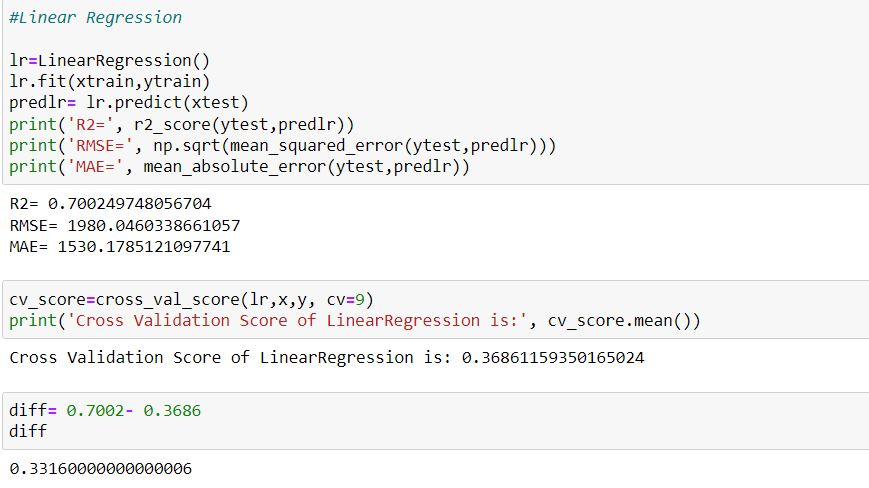 #Linear Regression
lr=LinearRegression()
lr.fit(xtrain,ytrain)
predlr= lr.predict(xtest)
print('R2=', r2_score(ytest,predlr))
print('RMSE=', np.sqrt(mean_squared_error(ytest,predlr)))
print('MAE=', mean_absolute_error(ytest,predlr))
R2= 0.700249748056704
RMSE= 1980.0460338661057
MAE= 1530.1785121097741
cv_score=cross_val_score(lr,x,y, cv=9)
print('Cross Validation Score of LinearRegression is:', cv_score.mean())
Cross Validation Score of LinearRegression is: 0.36861159350165024
diff= 0.7002- 0.3686
diff
0.33160000000000006